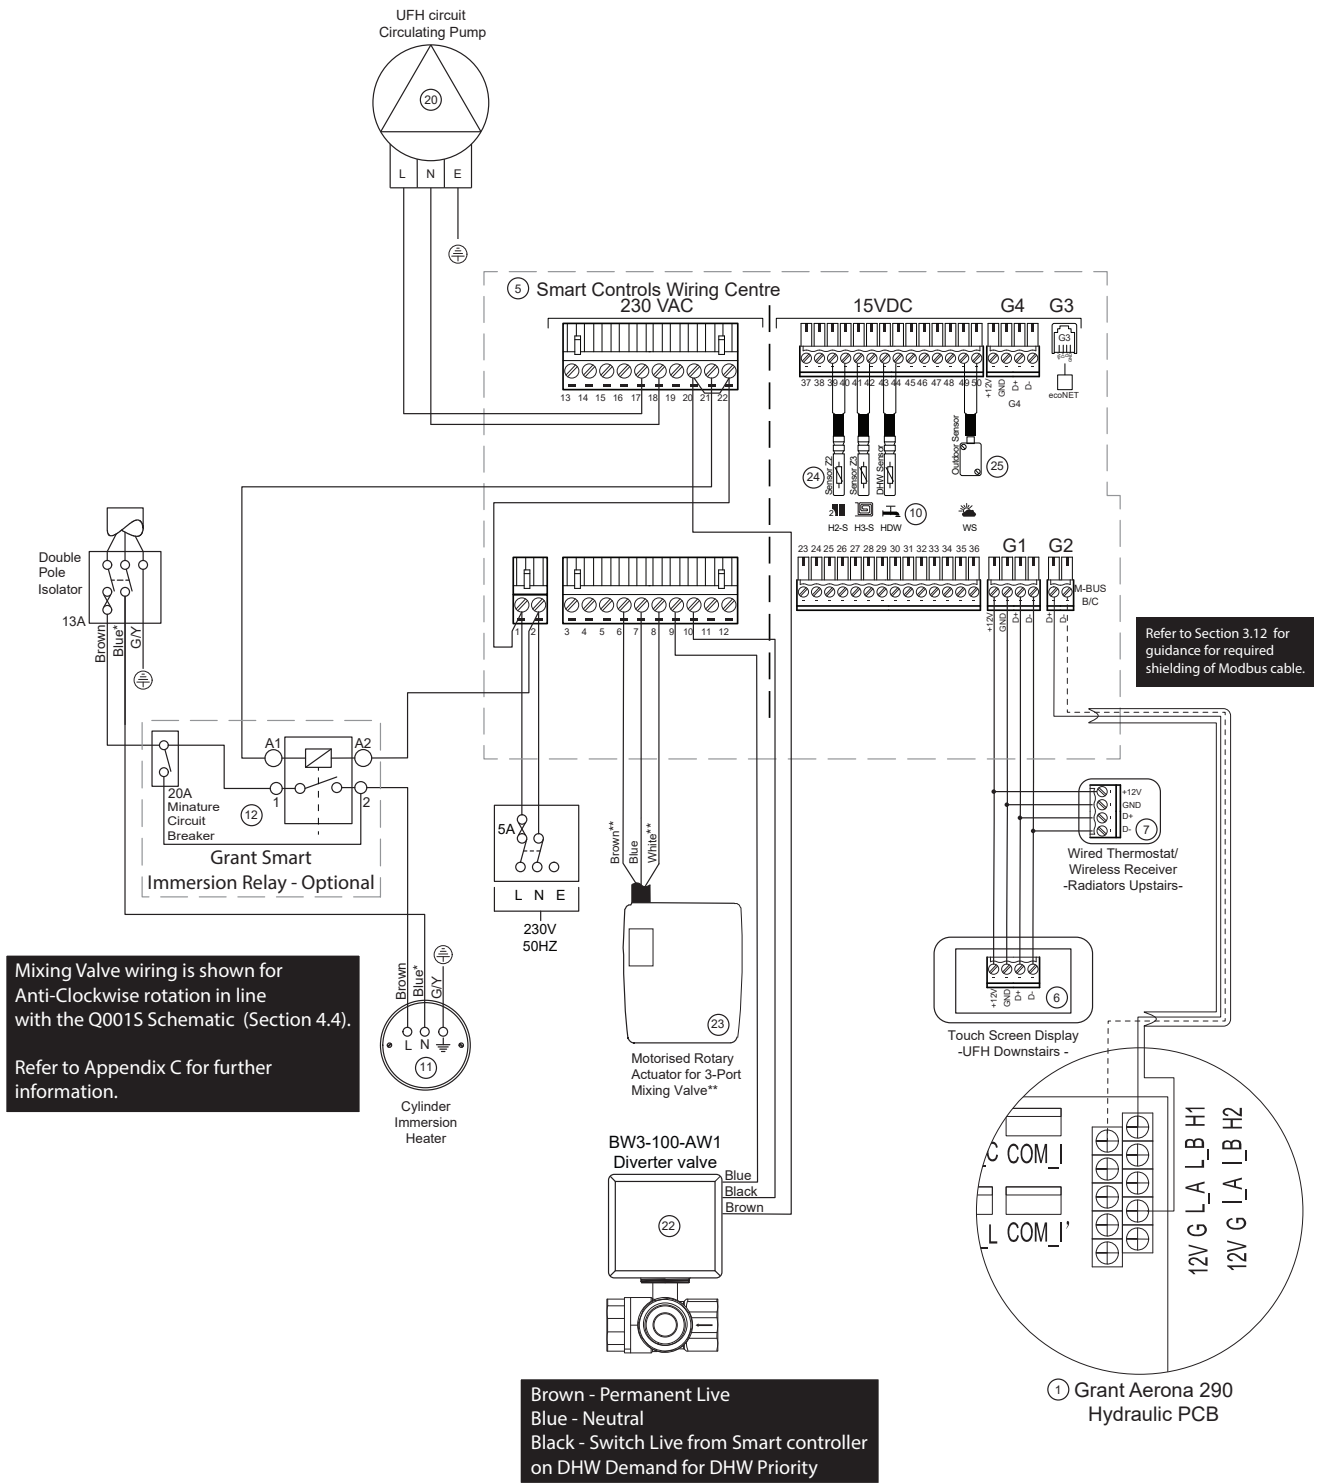 UFH circuit
Circulating Pump
20
L N E
5 Smart Controls Wiring Centre
230 VAC
15VDC
G4
G3
13 14 15 16 17 18 19 20 21 22
37 38 39 40 41 42 43 44 45 46 47 48 49 50
+12V GND D+ D-
G4
G3
ecoNET
24
Sensor Z2
Sensor Z3
DHW Sensor
Outdoor Sensor
25
2
H2-S
H3-S
HDW
10
WS
Double
Pole
Isolator
13A
Brown
Blue*
G/Y
1 2
3 4 5 6 7 8 9 10 11 12
23 24 25 26 27 28 29 30 31 32 33 34 35 36
G1
G2
M-BUS
B/C
+12V GND D+ D-
D+ D-
Refer to Section 3.12 for
guidance for required
shielding of Modbus cable.
A1
A2
1
2
20A
Minature
Circuit
Breaker
12
Grant Smart
Immersion Relay - Optional
5A
L N E
230V
50HZ
Brown**
Blue
White**
23
Motorised Rotary
Actuator for 3-Port
Mixing Valve**
+12V
GND
D+
D-
7
Wired Thermostat/
Wireless Receiver
-Radiators Upstairs-
+12V GND D+ D-
6
Touch Screen Display
-UFH Downstairs -
Mixing Valve wiring is shown for
Anti-Clockwise rotation in line
with the Q001S Schematic (Section 4.4).
Refer to Appendix C for further
information.
Brown
Blue*
G/Y
L N
11
Cylinder
Immersion
Heater
BW3-100-AW1
Diverter valve
Blue
Black
Brown
22
C COM_I
_L COM_I'
12V G L_A L_B H1
12V G I_A I_B H2
1 Grant Aerona 290
Hydraulic PCB
Brown - Permanent Live
Blue - Neutral
Black - Switch Live from Smart controller
on DHW Demand for DHW Priority